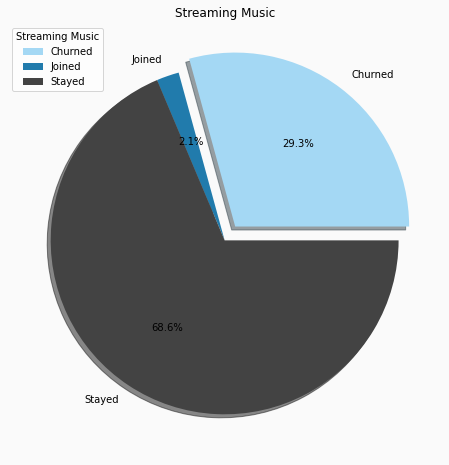 Streaming Music
Streaming Music
Churned
Joined
Stayed
Joined
Churned
2.1%
29.3%
68.6%
Stayed